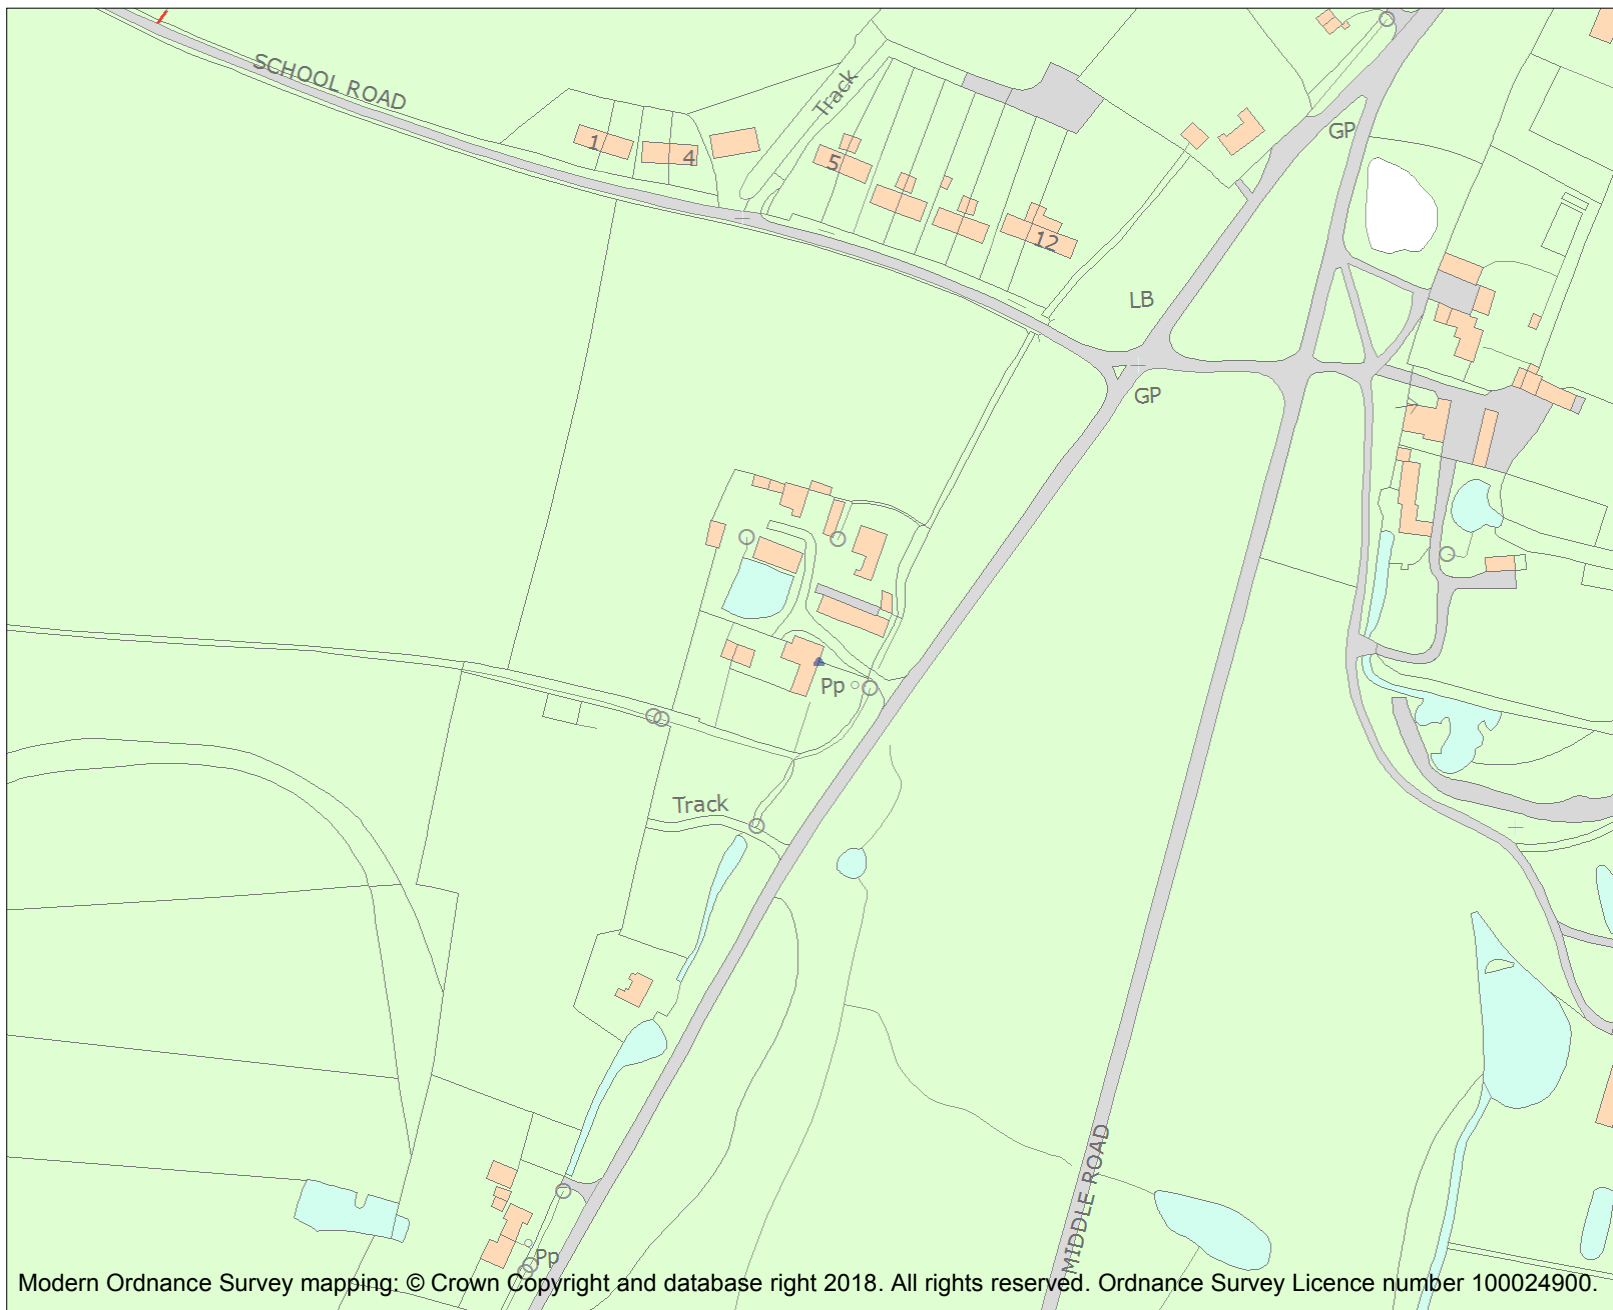 SCHOOL ROAD
Track
GP
1
4
5
12
LB
GP
Pp
Track
MIDDLE ROAD
Pp
Modern Ordnance Survey mapping: © Crown Copyright and database right 2018. All rights reserved. Ordnance Survey Licence number 100024900.